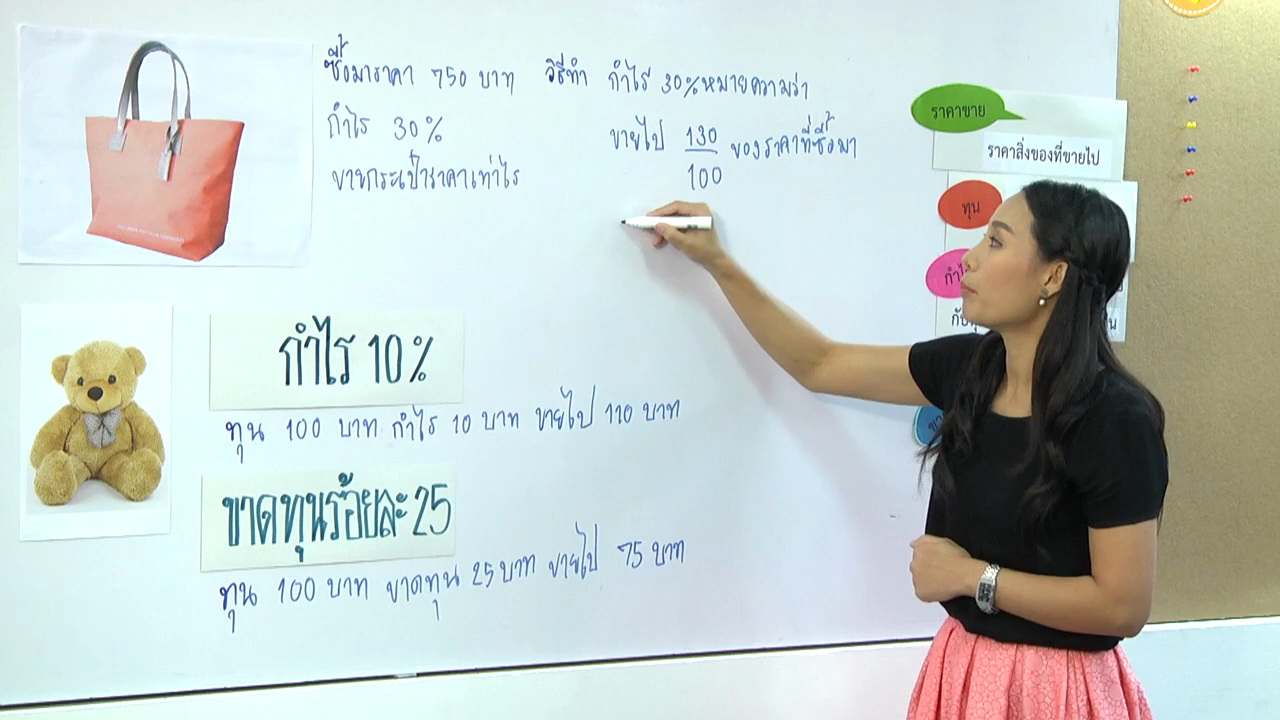 ซื้อมาราคา 750 บาท
กำไร 30%
ขายกระเป๋าราคาเท่าไร
วิธีทำ กำไร 30% หมายความว่า
ขายไป 130/100 ของราคาที่ซื้อมา
กำไร 10%
ทุน 100 บาท กำไร 10 บาท ขายไป 110 บาท
ขาดทุนร้อยละ 25
ทุน 100 บาท ขาดทุน 25 บาท ขายไป 75 บาท
ราคาขาย
ราคาสิ่งของที่ขายไป
ทุน